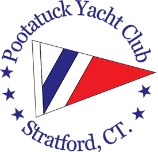 Pootatuck Yacht Club
Stratford, CT.